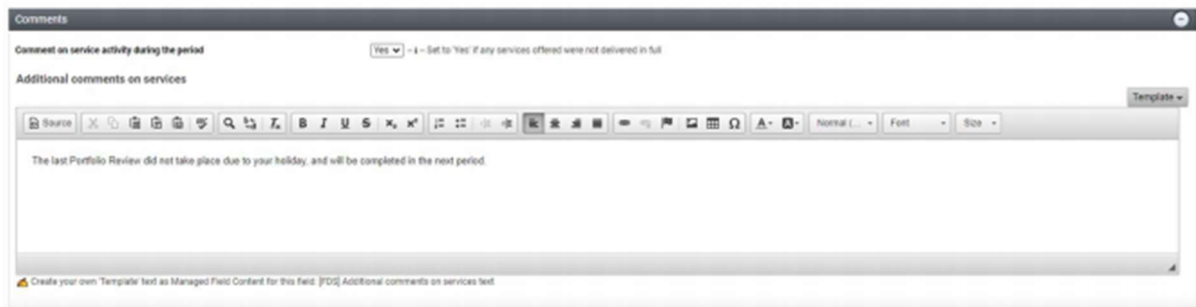 Comments
Comment on service activity during the period Yes – i – Set to 'Yes' if any services offered were not delivered in full
Additional comments on services
Template
Source B I U S x₂ x² Ω A A Normal (... Font Size
The last Portfolio Review did not take place due to your holiday, and will be completed in the next period.
Create your own 'Template' text as Managed Field Content for this field: [FDS] Additional comments on services text